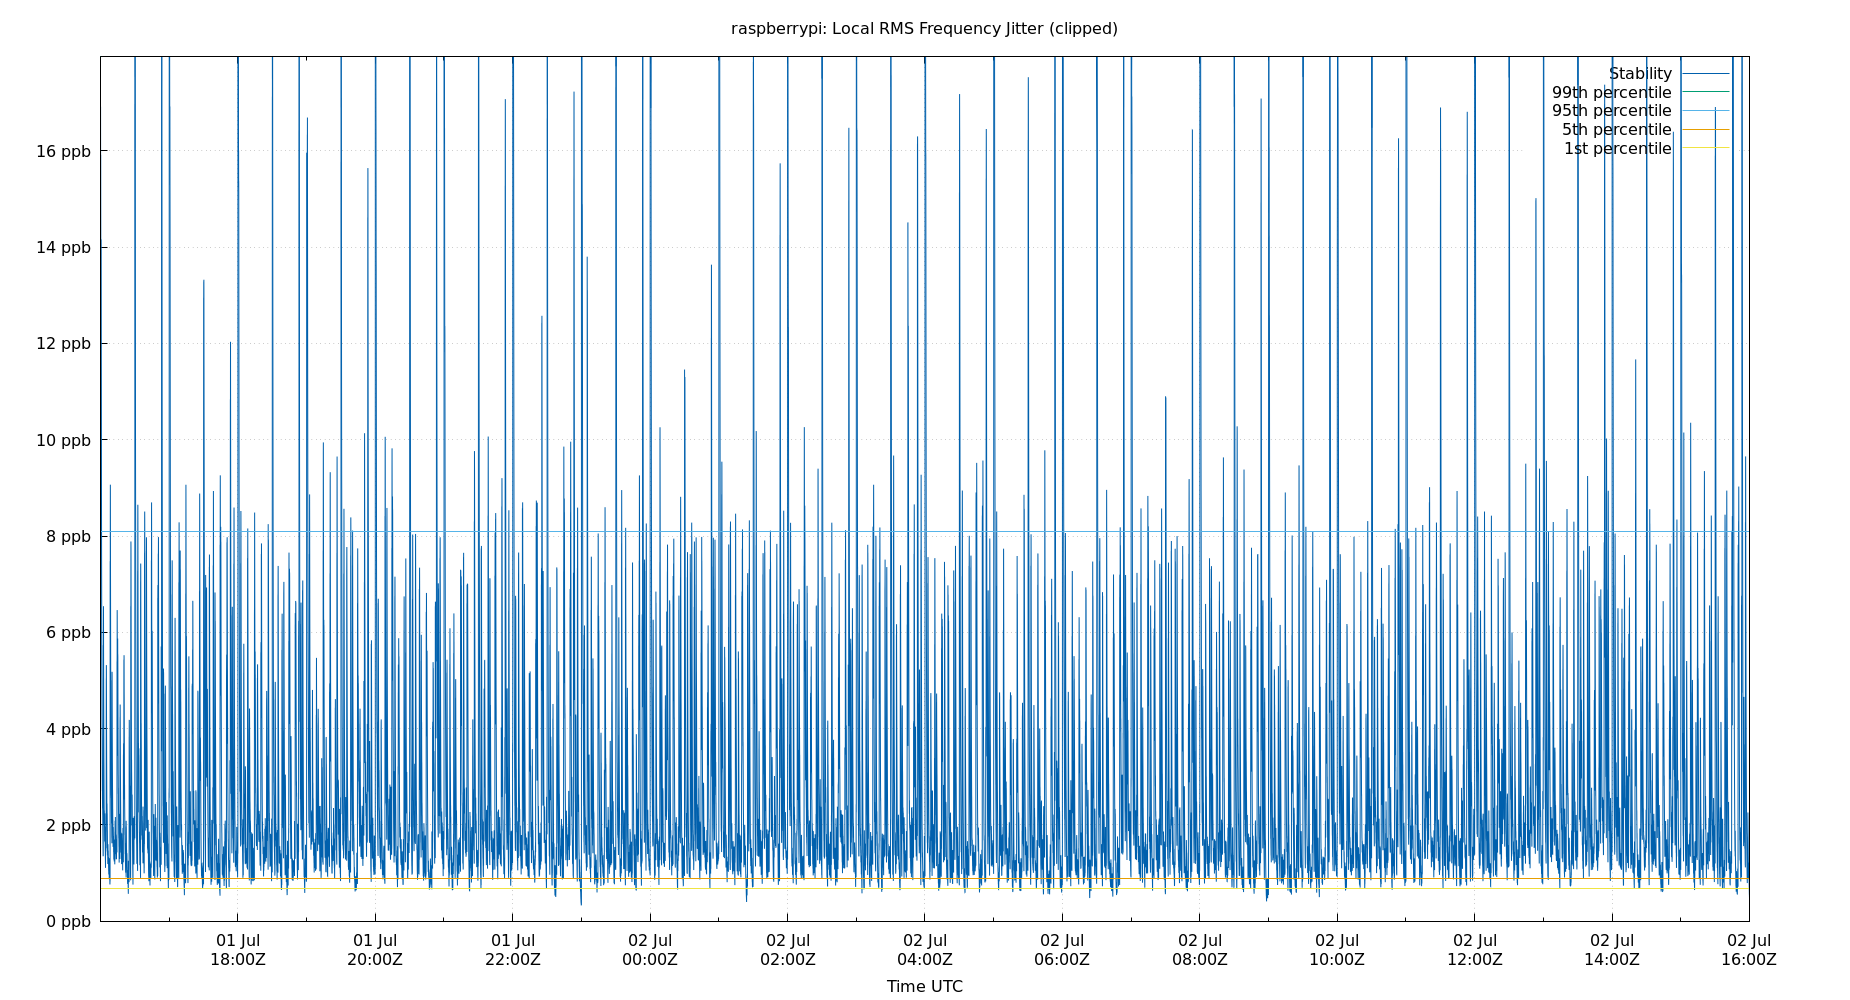 raspberrypi: Local RMS Frequency Jitter (clipped)
Stability
99th percentile
95th percentile
5th percentile
1st percentile
16 ppb
14 ppb
12 ppb
10 ppb
8 ppb
6 ppb
4 ppb
2 ppb
0 ppb
01 Jul 01 Jul 01 Jul 02 Jul 02 Jul 02 Jul 02 Jul 02 Jul 02 Jul 02 Jul 02 Jul 02 Jul
18:00Z 20:00Z 22:00Z 00:00Z 02:00Z 04:00Z 06:00Z 08:00Z 10:00Z 12:00Z 14:00Z 16:00Z
Time UTC